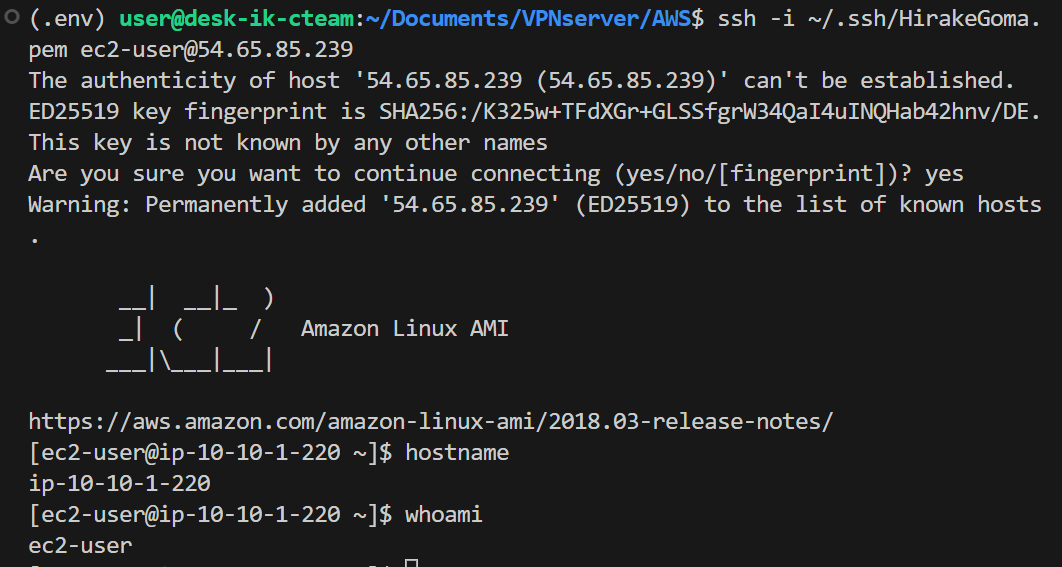 (.env) user@desk-ik-cteam:~/Documents/VPNserver/AWS$ ssh -i ~/.ssh/HirakeGoma.
pem ec2-user@54.65.85.239
The authenticity of host '54.65.85.239 (54.65.85.239)' can't be established.
ED25519 key fingerprint is SHA256:/K325w+TFdXGr+GLSSfgrW34QaI4uINQHab42hnv/DE.
This key is not known by any other names
Are you sure you want to continue connecting (yes/no/[fingerprint])? yes
Warning: Permanently added '54.65.85.239' (ED25519) to the list of known hosts
.
       __|  __|_  )
       _|  (     /   Amazon Linux AMI
      ___|\___|___|
https://aws.amazon.com/amazon-linux-ami/2018.03-release-notes/
[ec2-user@ip-10-10-1-220 ~]$ hostname
ip-10-10-1-220
[ec2-user@ip-10-10-1-220 ~]$ whoami
ec2-user